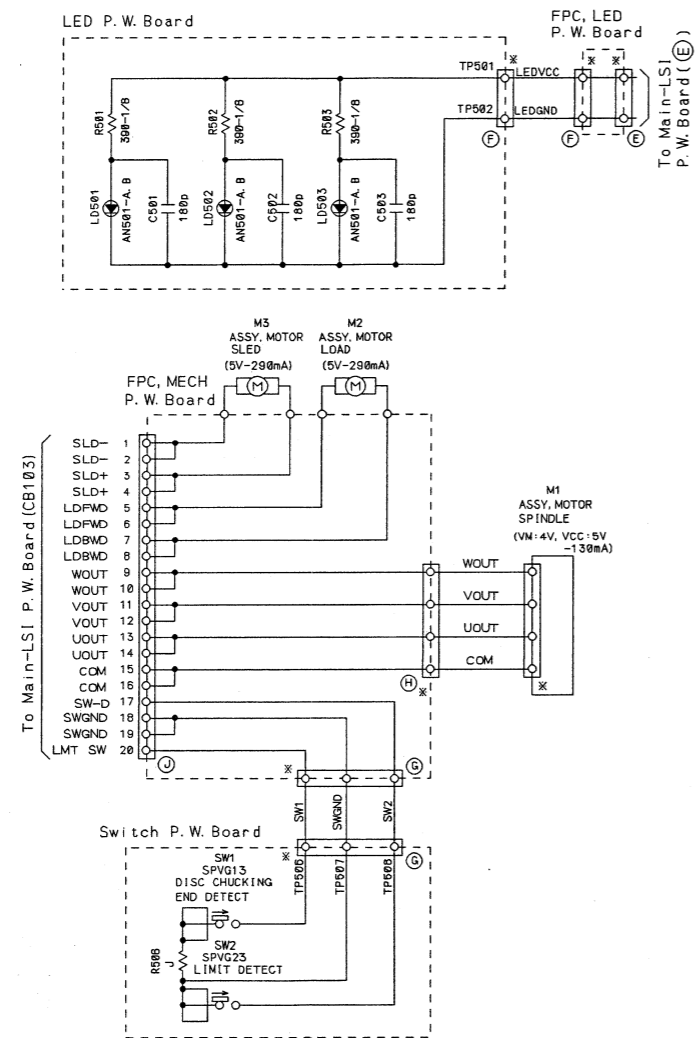 LED P.W.Board
FPC, LED
P.W.Board
TP501
※
LEDVCC
※
※
TP502
LEDGND
Ⓕ
Ⓕ
Ⓔ
To Main-LSI
P.W.Board(Ⓔ)
R501
390-1/8
R502
390-1/8
R503
390-1/8
LD501
AN501-A.B
C501
180p
LD502
AN501-A.B
C502
180p
LD503
AN501-A.B
C503
180p
M3
ASSY,MOTOR
SLED
(5V-290mA)
M2
ASSY,MOTOR
LOAD
(5V-290mA)
FPC, MECH
P.W.Board
M
M
To Main-LSI P.W.Board(CB103)
SLD- 1
SLD- 2
SLD+ 3
SLD+ 4
LDFWD 5
LDFWD 6
LDBWD 7
LDBWD 8
WOUT 9
WOUT 10
VOUT 11
VOUT 12
UOUT 13
UOUT 14
COM 15
COM 16
SW-D 17
SWGND 18
SWGND 19
LMT SW 20
Ⓙ
M1
ASSY,MOTOR
SPINDLE
(VM:4V, VCC:5V
-130mA)
WOUT
VOUT
UOUT
COM
Ⓗ
※
※
※
Ⓖ
SW1
SWGND
SW2
Switch P.W.Board
※
Ⓖ
TP506
TP507
TP508
SW1
SPVG13
DISC CHUCKING
END DETECT
R508
J
SW2
SPVG23
LIMIT DETECT